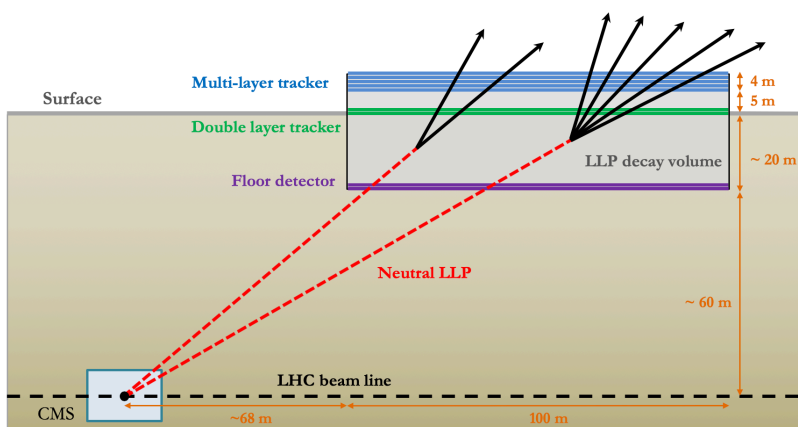 Multi-layer tracker
4 m
5 m
Surface
Double layer tracker
LLP decay volume
~ 20 m
Floor detector
Neutral LLP
~ 60 m
LHC beam line
CMS
~68 m
100 m